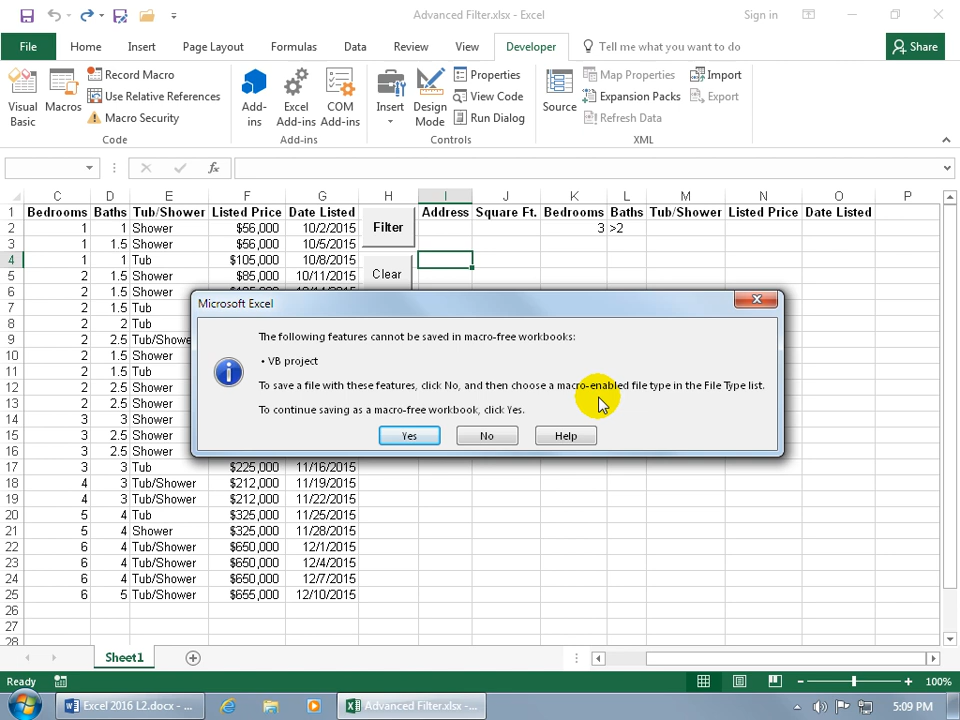 Advanced Filter.xlsx - Excel
Sign in
File Home Insert Page Layout Formulas Data Review View Developer Tell me what you want to do Share
Visual Basic
Macros
Record Macro
Use Relative References
Macro Security
Code
Add-ins
Excel Add-ins
COM Add-ins
Add-ins
Insert
Design Mode
Properties
View Code
Run Dialog
Controls
Source
Map Properties
Expansion Packs
Refresh Data
Import
Export
XML
fx
C D E F G H I J K L M N O P
1 Bedrooms Baths Tub/Shower Listed Price Date Listed Address Square Ft. Bedrooms Baths Tub/Shower Listed Price Date Listed
2 1 1 Shower $56,000 10/2/2015 Filter 3 >2
3 1 1.5 Shower $56,000 10/5/2015
4 1 1 Tub $105,000 10/8/2015
5 2 1.5 Shower $85,000 10/11/2015 Clear
6 2 1.5 Shower
7 2 1.5 Tub
8 2 2 Tub
9 2 2.5 Tub/Showe
10 2 1.5 Shower
11 2 1.5 Tub
12 2 2.5 Shower
13 2 2.5 Shower
14 3 3 Shower
15 3 2.5 Shower
16 3 2.5 Shower
17 3 3 Tub $225,000 11/16/2015
18 4 3 Tub/Shower $212,000 11/19/2015
19 4 3 Tub/Shower $212,000 11/22/2015
20 5 4 Tub $325,000 11/25/2015
21 5 4 Shower $325,000 11/28/2015
22 6 4 Tub/Shower $650,000 12/1/2015
23 6 4 Tub/Shower $650,000 12/4/2015
24 6 4 Tub/Shower $650,000 12/7/2015
25 6 5 Tub/Shower $655,000 12/10/2015
26
27
28
Microsoft Excel
The following features cannot be saved in macro-free workbooks:
• VB project
To save a file with these features, click No, and then choose a macro-enabled file type in the File Type list.
To continue saving as a macro-free workbook, click Yes.
Yes No Help
Sheet1
Ready 100%
Excel 2016 L2.docx - ... Advanced Filter.xlsx -... 5:09 PM